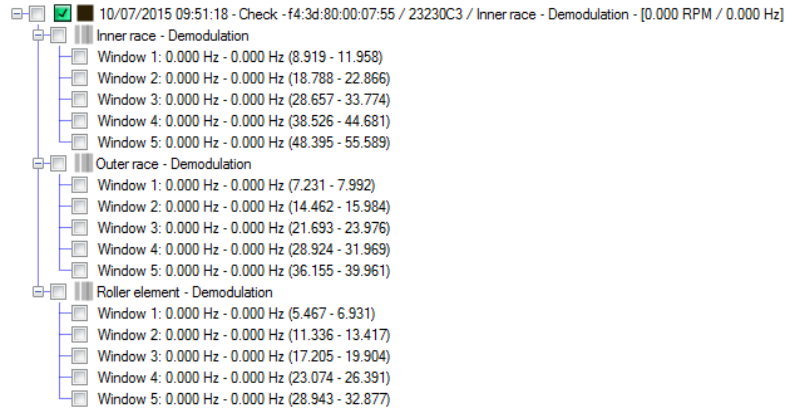 10/07/2015 09:51:18 - Check - f4:3d:80:00:07:55 / 23230C3 / Inner race - Demodulation - [0.000 RPM / 0.000 Hz]
Inner race - Demodulation
Window 1: 0.000 Hz - 0.000 Hz (8.919 - 11.958)
Window 2: 0.000 Hz - 0.000 Hz (18.788 - 22.866)
Window 3: 0.000 Hz - 0.000 Hz (28.657 - 33.774)
Window 4: 0.000 Hz - 0.000 Hz (38.526 - 44.681)
Window 5: 0.000 Hz - 0.000 Hz (48.395 - 55.589)
Outer race - Demodulation
Window 1: 0.000 Hz - 0.000 Hz (7.231 - 7.992)
Window 2: 0.000 Hz - 0.000 Hz (14.462 - 15.984)
Window 3: 0.000 Hz - 0.000 Hz (21.693 - 23.976)
Window 4: 0.000 Hz - 0.000 Hz (28.924 - 31.969)
Window 5: 0.000 Hz - 0.000 Hz (36.155 - 39.961)
Roller element - Demodulation
Window 1: 0.000 Hz - 0.000 Hz (5.467 - 6.931)
Window 2: 0.000 Hz - 0.000 Hz (11.336 - 13.417)
Window 3: 0.000 Hz - 0.000 Hz (17.205 - 19.904)
Window 4: 0.000 Hz - 0.000 Hz (23.074 - 26.391)
Window 5: 0.000 Hz - 0.000 Hz (28.943 - 32.877)